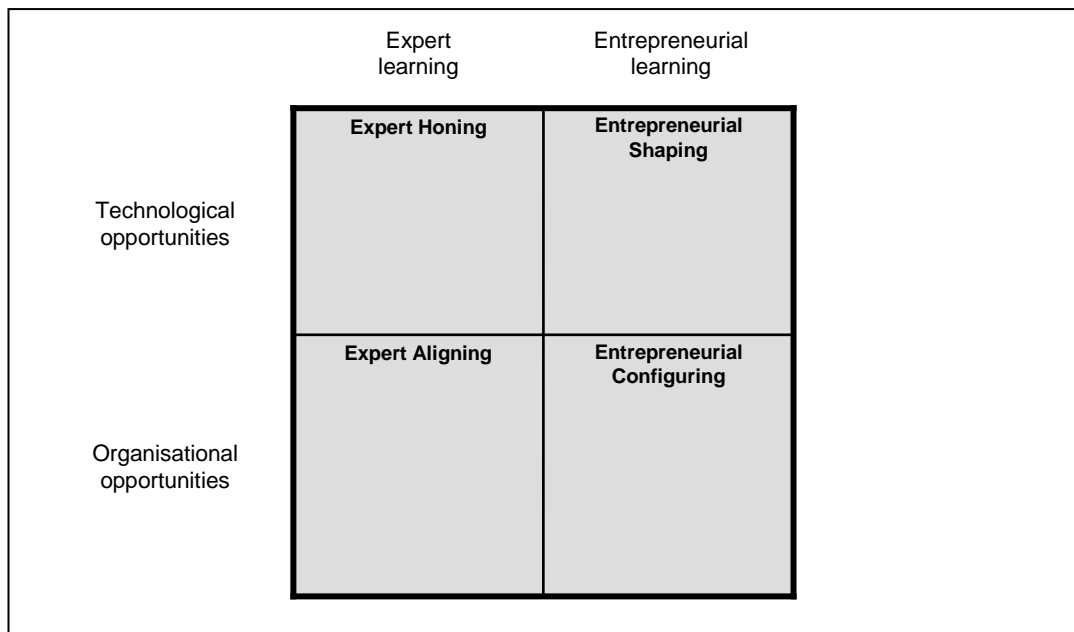 Expert
learning
Entrepreneurial
learning
Expert Honing
Entrepreneurial
Shaping
Technological
opportunities
Expert Aligning
Entrepreneurial
Configuring
Organisational
opportunities